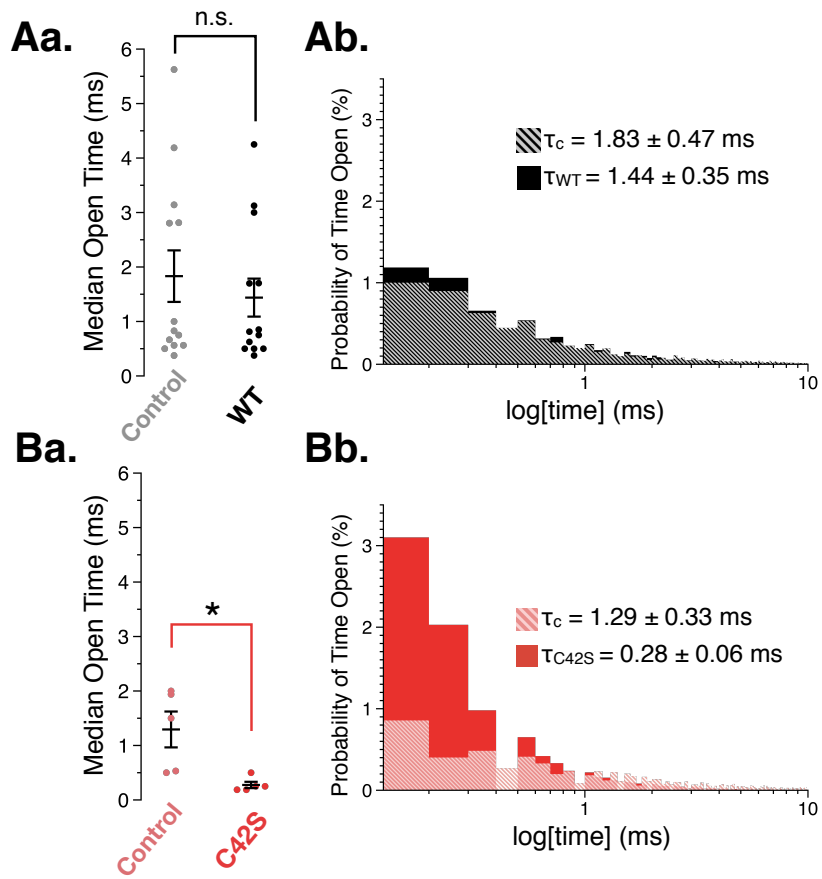 Aa.
n.s.
Median Open Time (ms)
6
5
4
3
2
1
0
Control
WT
Ab.
Probability of Time Open (%)
3
2
1
0
τc = 1.83 ± 0.47 ms
τWT = 1.44 ± 0.35 ms
1
10
log[time] (ms)
Ba.
Median Open Time (ms)
6
5
4
3
2
1
0
*
Control
C42S
Bb.
Probability of Time Open (%)
3
2
1
0
τc = 1.29 ± 0.33 ms
τC42S = 0.28 ± 0.06 ms
1
10
log[time] (ms)